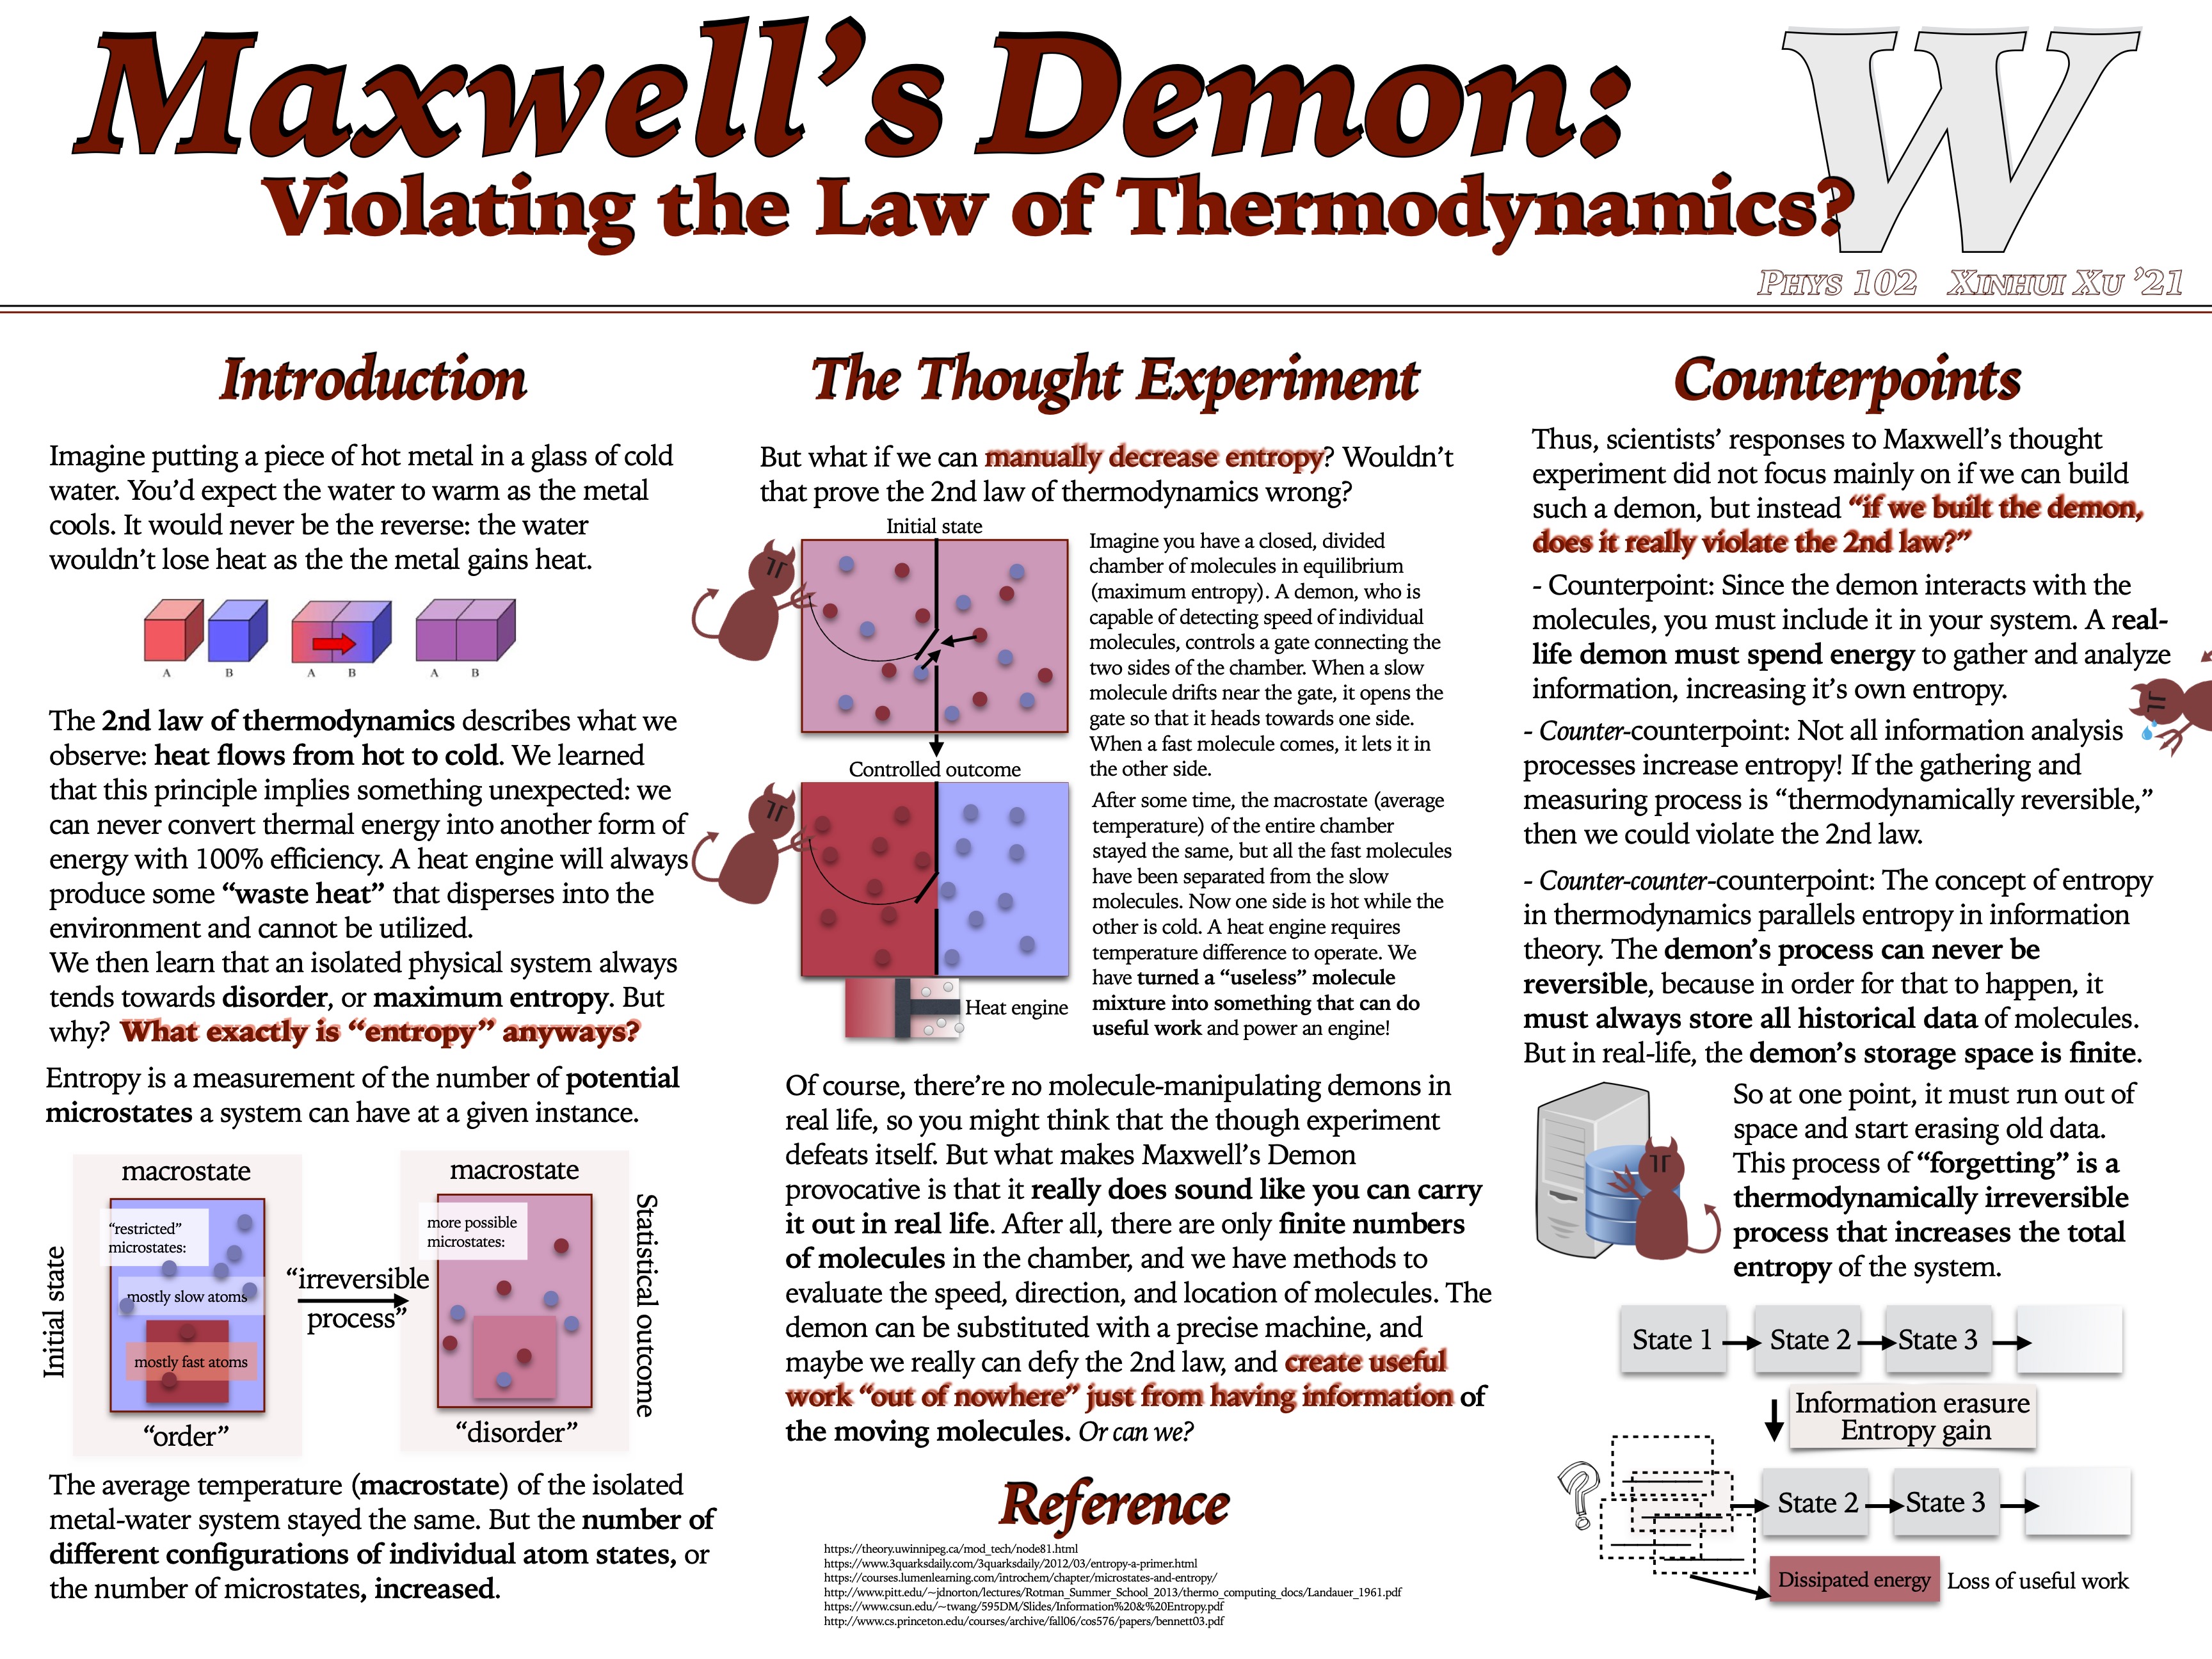 Maxwell's Demon:
Violating the Law of Thermodynamics?
W
PHYS 102 XINHUI XU '21
Introduction
Imagine putting a piece of hot metal in a glass of cold
water. You'd expect the water to warm as the metal
cools. It would never be the reverse: the water
wouldn't lose heat as the the metal gains heat.
A B A B A B
The 2nd law of thermodynamics describes what we
observe: heat flows from hot to cold. We learned
that this principle implies something unexpected: we
can never convert thermal energy into another form of
energy with 100% efficiency. A heat engine will always
produce some “waste heat” that disperses into the
environment and cannot be utilized.
We then learn that an isolated physical system always
tends towards disorder, or maximum entropy. But
why? What exactly is “entropy” anyways?
Entropy is a measurement of the number of potential
microstates a system can have at a given instance.
Initial state
macrostate
“restricted”
microstates:
mostly slow atoms
mostly fast atoms
“order”
“irreversible
process”
macrostate
more possible
microstates:
“disorder”
Statistical outcome
The average temperature (macrostate) of the isolated
metal-water system stayed the same. But the number of
different configurations of individual atom states, or
the number of microstates, increased.
The Thought Experiment
But what if we can manually decrease entropy? Wouldn't
that prove the 2nd law of thermodynamics wrong?
Initial state
Controlled outcome
Heat engine
Imagine you have a closed, divided
chamber of molecules in equilibrium
(maximum entropy). A demon, who is
capable of detecting speed of individual
molecules, controls a gate connecting the
two sides of the chamber. When a slow
molecule drifts near the gate, it opens the
gate so that it heads towards one side.
When a fast molecule comes, it lets it in
the other side.
After some time, the macrostate (average
temperature) of the entire chamber
stayed the same, but all the fast molecules
have been separated from the slow
molecules. Now one side is hot while the
other is cold. A heat engine requires
temperature difference to operate. We
have turned a “useless” molecule
mixture into something that can do
useful work and power an engine!
Of course, there're no molecule-manipulating demons in
real life, so you might think that the though experiment
defeats itself. But what makes Maxwell's Demon
provocative is that it really does sound like you can carry
it out in real life. After all, there are only finite numbers
of molecules in the chamber, and we have methods to
evaluate the speed, direction, and location of molecules. The
demon can be substituted with a precise machine, and
maybe we really can defy the 2nd law, and create useful
work “out of nowhere” just from having information of
the moving molecules. Or can we?
Reference
https://theory.uwinnipeg.ca/mod_tech/node81.html
https://www.3quarksdaily.com/3quarksdaily/2012/03/entropy-a-primer.html
https://courses.lumenlearning.com/introchem/chapter/microstates-and-entropy/
http://www.pitt.edu/~jdnorton/lectures/Rotman_Summer_School_2013/thermo_computing_docs/Landauer_1961.pdf
https://www.csun.edu/~twang/595DM/Slides/Information%20&%20Entropy.pdf
http://www.cs.princeton.edu/courses/archive/fall06/cos576/papers/bennett03.pdf
Counterpoints
Thus, scientists' responses to Maxwell's thought
experiment did not focus mainly on if we can build
such a demon, but instead “if we built the demon,
does it really violate the 2nd law?”
- Counterpoint: Since the demon interacts with the
molecules, you must include it in your system. A real-
life demon must spend energy to gather and analyze
information, increasing it's own entropy.
- Counter-counterpoint: Not all information analysis
processes increase entropy! If the gathering and
measuring process is “thermodynamically reversible,”
then we could violate the 2nd law.
- Counter-counter-counterpoint: The concept of entropy
in thermodynamics parallels entropy in information
theory. The demon's process can never be
reversible, because in order for that to happen, it
must always store all historical data of molecules.
But in real-life, the demon's storage space is finite.
So at one point, it must run out of
space and start erasing old data.
This process of “forgetting” is a
thermodynamically irreversible
process that increases the total
entropy of the system.
State 1 State 2 State 3
Information erasure
Entropy gain
?
State 2 State 3
Dissipated energy Loss of useful work